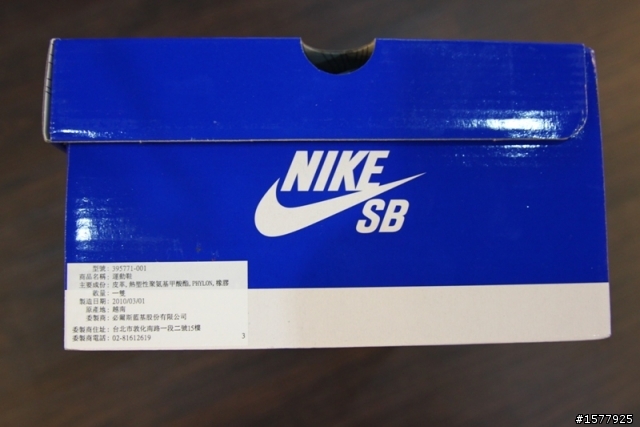 NIKE
SB
型號: 395771-001
商品名稱: 運動鞋
主要成份: 皮革,熱塑性聚氨基甲酸酯,PHYLON,橡膠
數量: 一雙
製造日期: 2010/03/01
原產地: 越南
委製商: 必爾斯藍基股份有限公司
委製商住址: 台北市敦化南路一段二號15樓
委製商電話: 02-81612619
3
#1577925